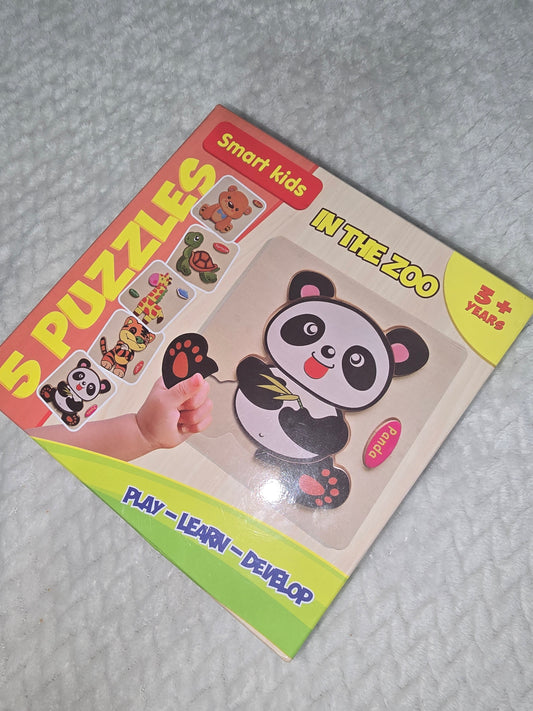 Smart kids
5 PUZZLES
IN THE ZOO
3+
YEARS
Panda
PLAY – LEARN – DEVELOP